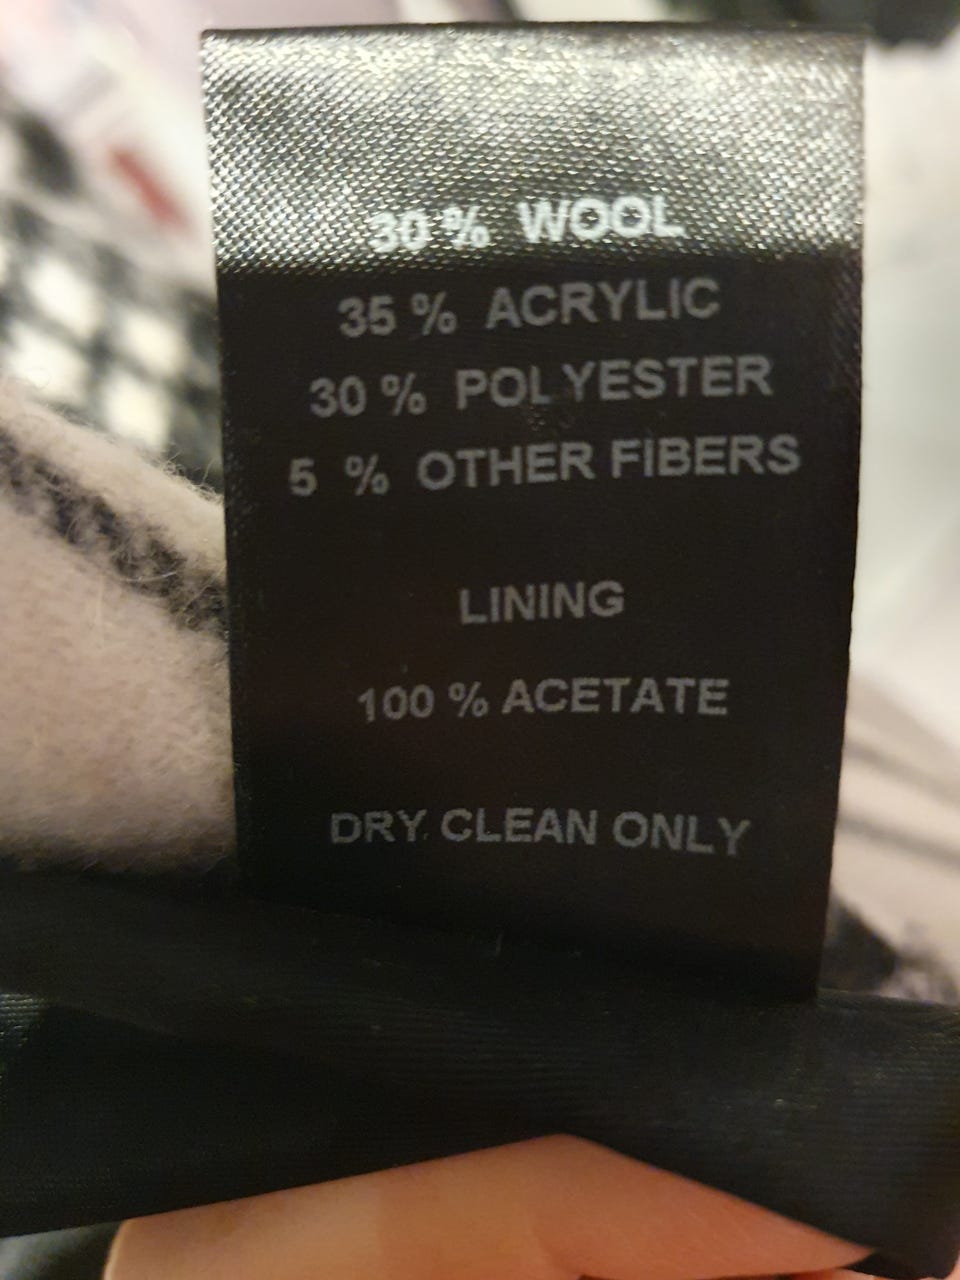 30 % WOOL
35 % ACRYLIC
30 % POLYESTER
5 % OTHER FIBERS
LINING
100 % ACETATE
DRY CLEAN ONLY